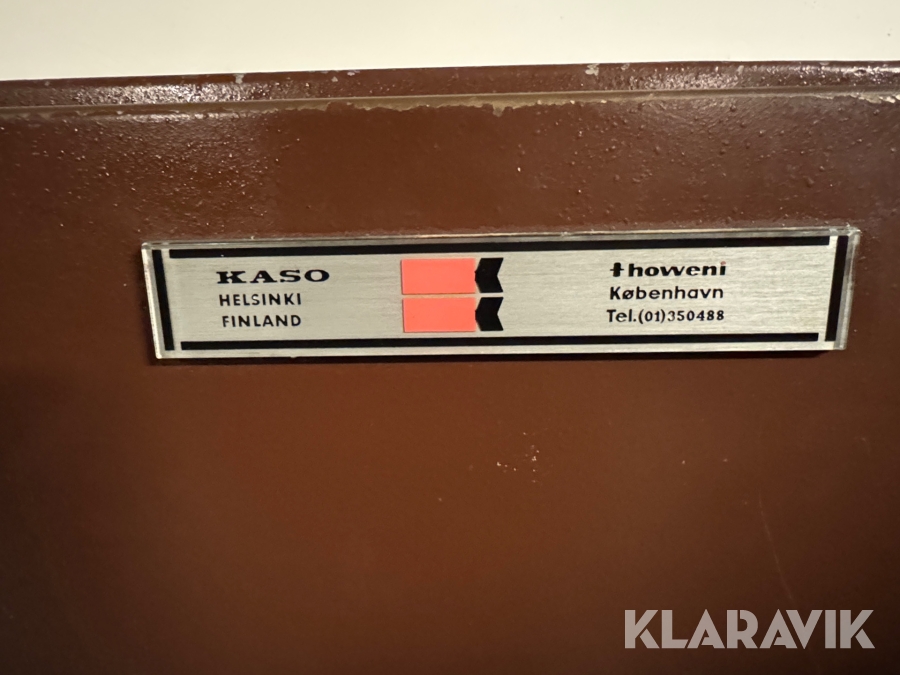 KASO
HELSINKI
FINLAND
thoweni
København
Tel.(01)350488
KLARAVIK